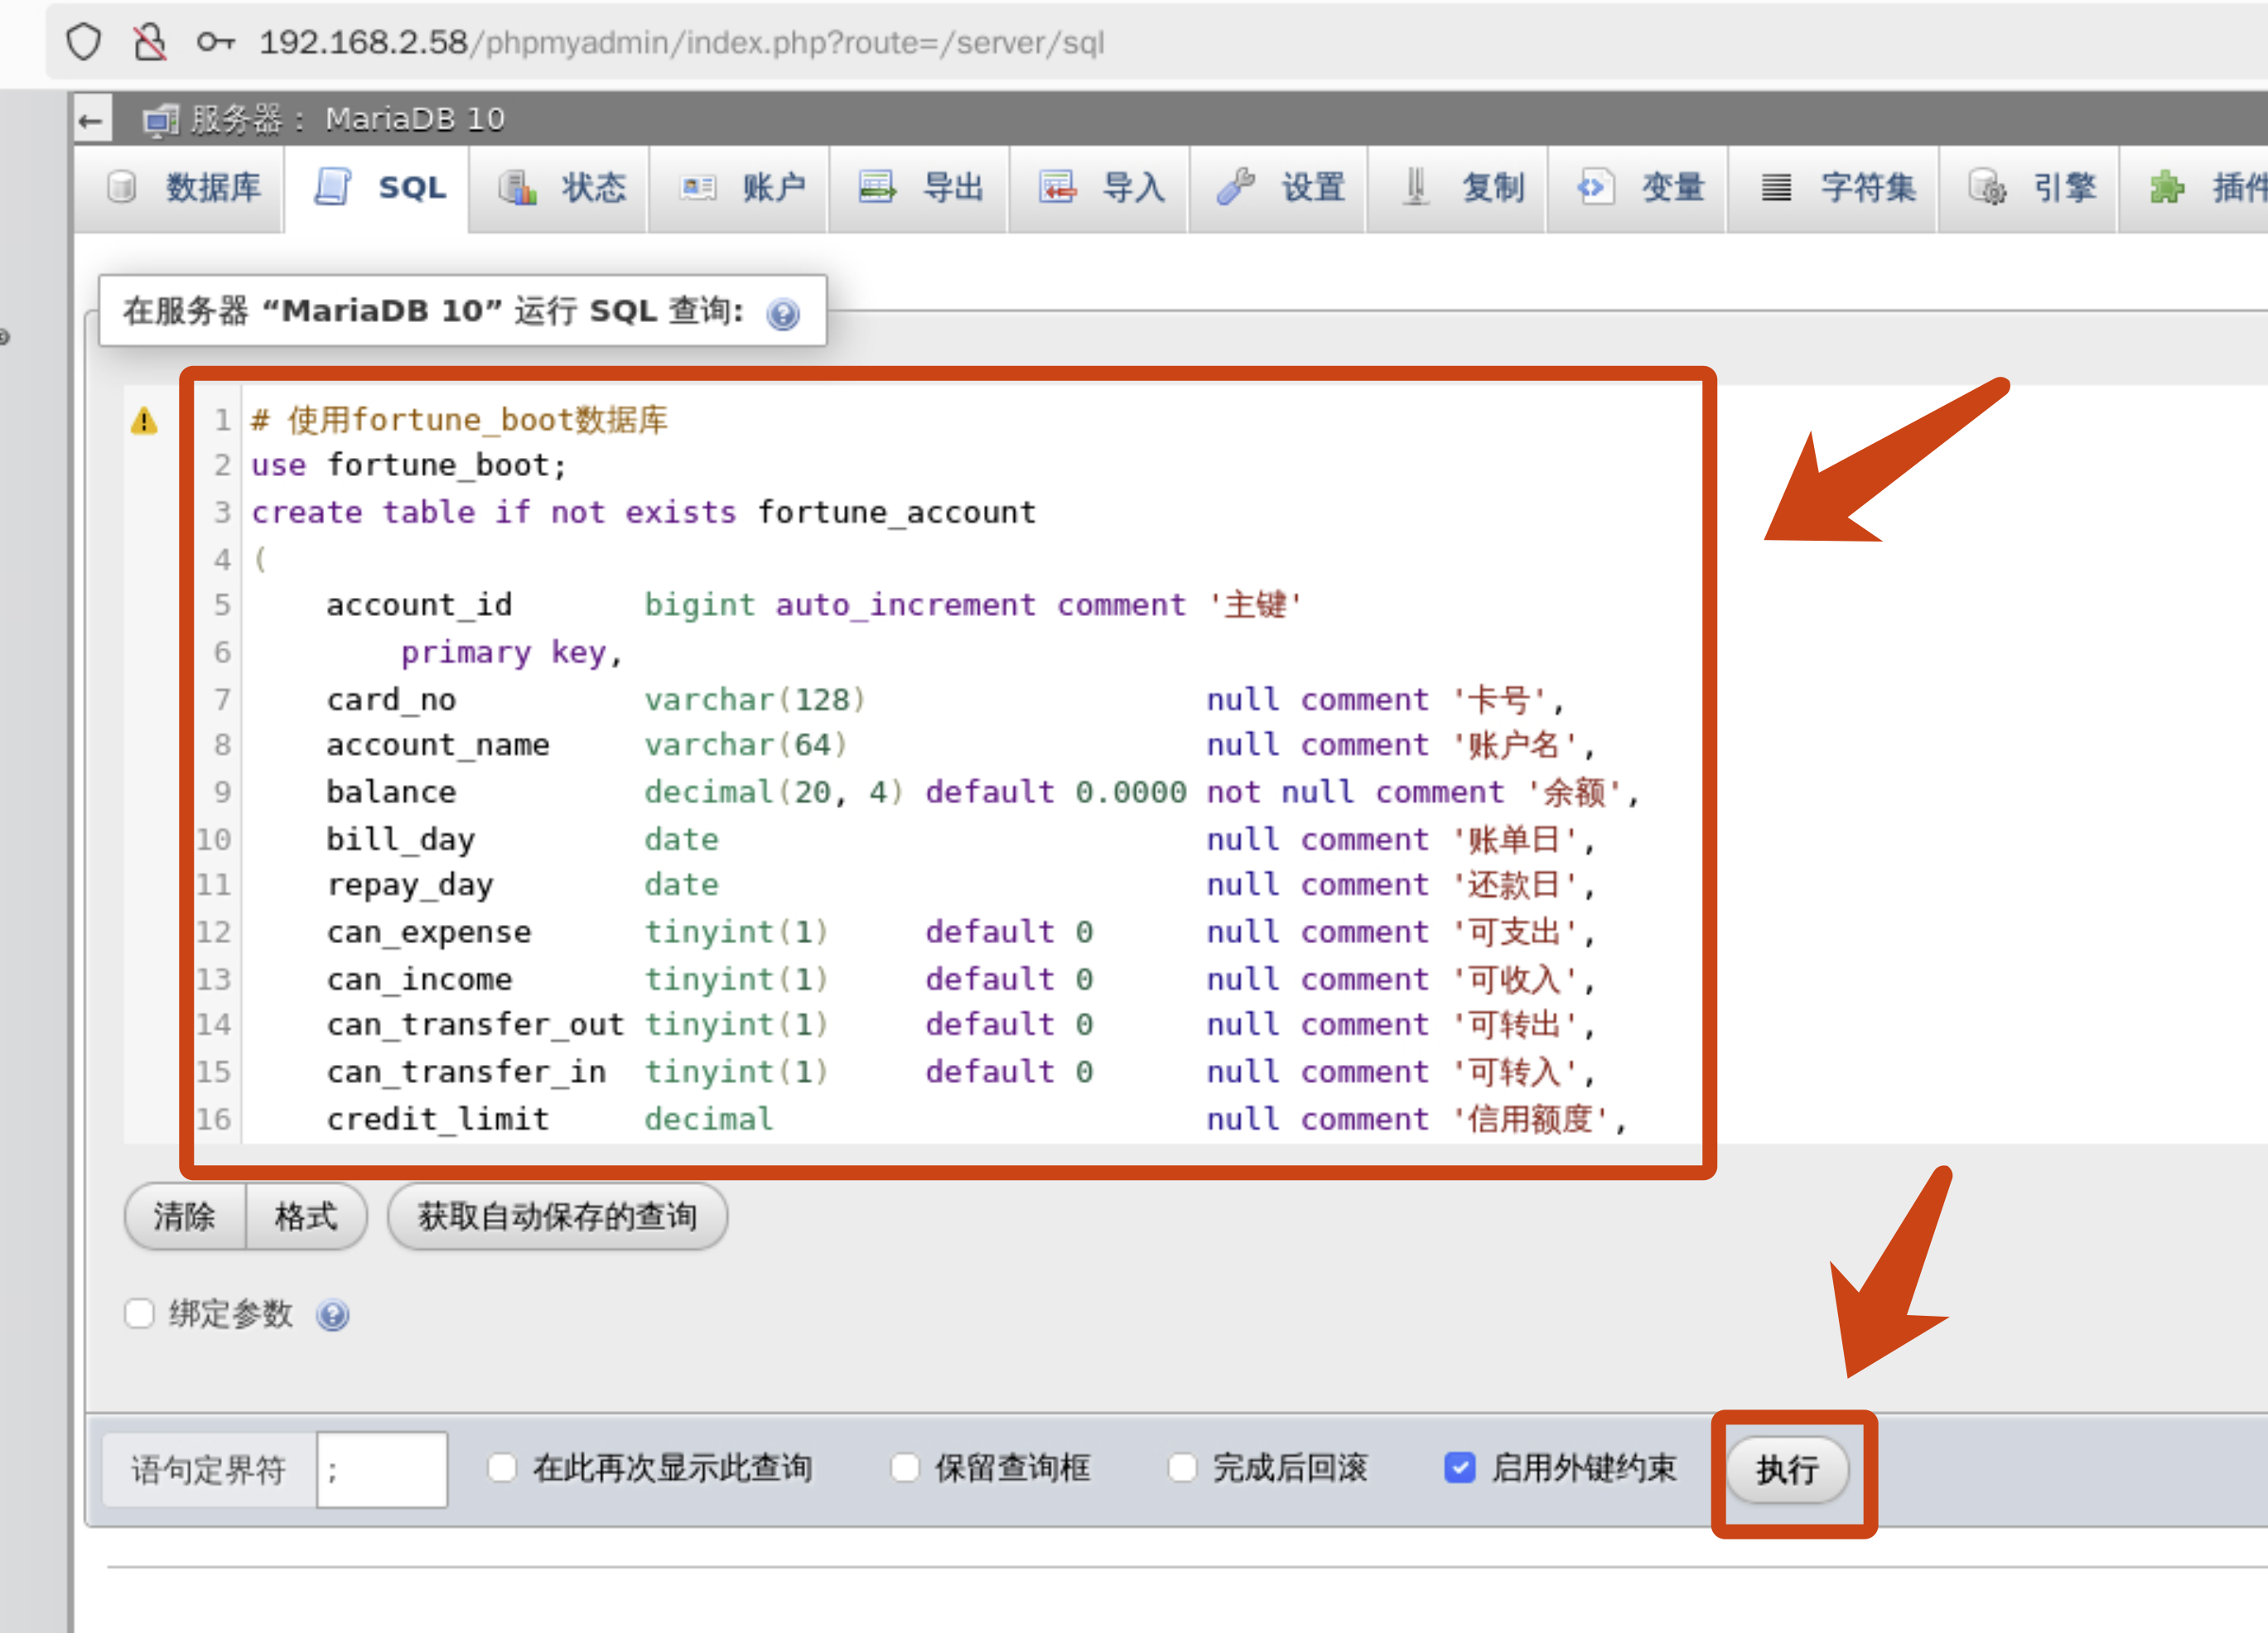 192.168.2.58/phpmyadmin/index.php?route=/server/sql
服务器： MariaDB 10
数据库 SQL 状态 账户 导出 导入 设置 复制 变量 字符集 引擎 插件
在服务器 “MariaDB 10” 运行 SQL 查询:
1 # 使用fortune_boot数据库
2 use fortune_boot;
3 create table if not exists fortune_account
4 (
5 account_id bigint auto_increment comment '主键'
6 primary key,
7 card_no varchar(128) null comment '卡号',
8 account_name varchar(64) null comment '账户名',
9 balance decimal(20, 4) default 0.0000 not null comment '余额',
10 bill_day date null comment '账单日',
11 repay_day date null comment '还款日',
12 can_expense tinyint(1) default 0 null comment '可支出',
13 can_income tinyint(1) default 0 null comment '可收入',
14 can_transfer_out tinyint(1) default 0 null comment '可转出',
15 can_transfer_in tinyint(1) default 0 null comment '可转入',
16 credit_limit decimal null comment '信用额度',
清除 格式 获取自动保存的查询
绑定参数
语句定界符 ; 在此再次显示此查询 保留查询框 完成后回滚 启用外键约束 执行